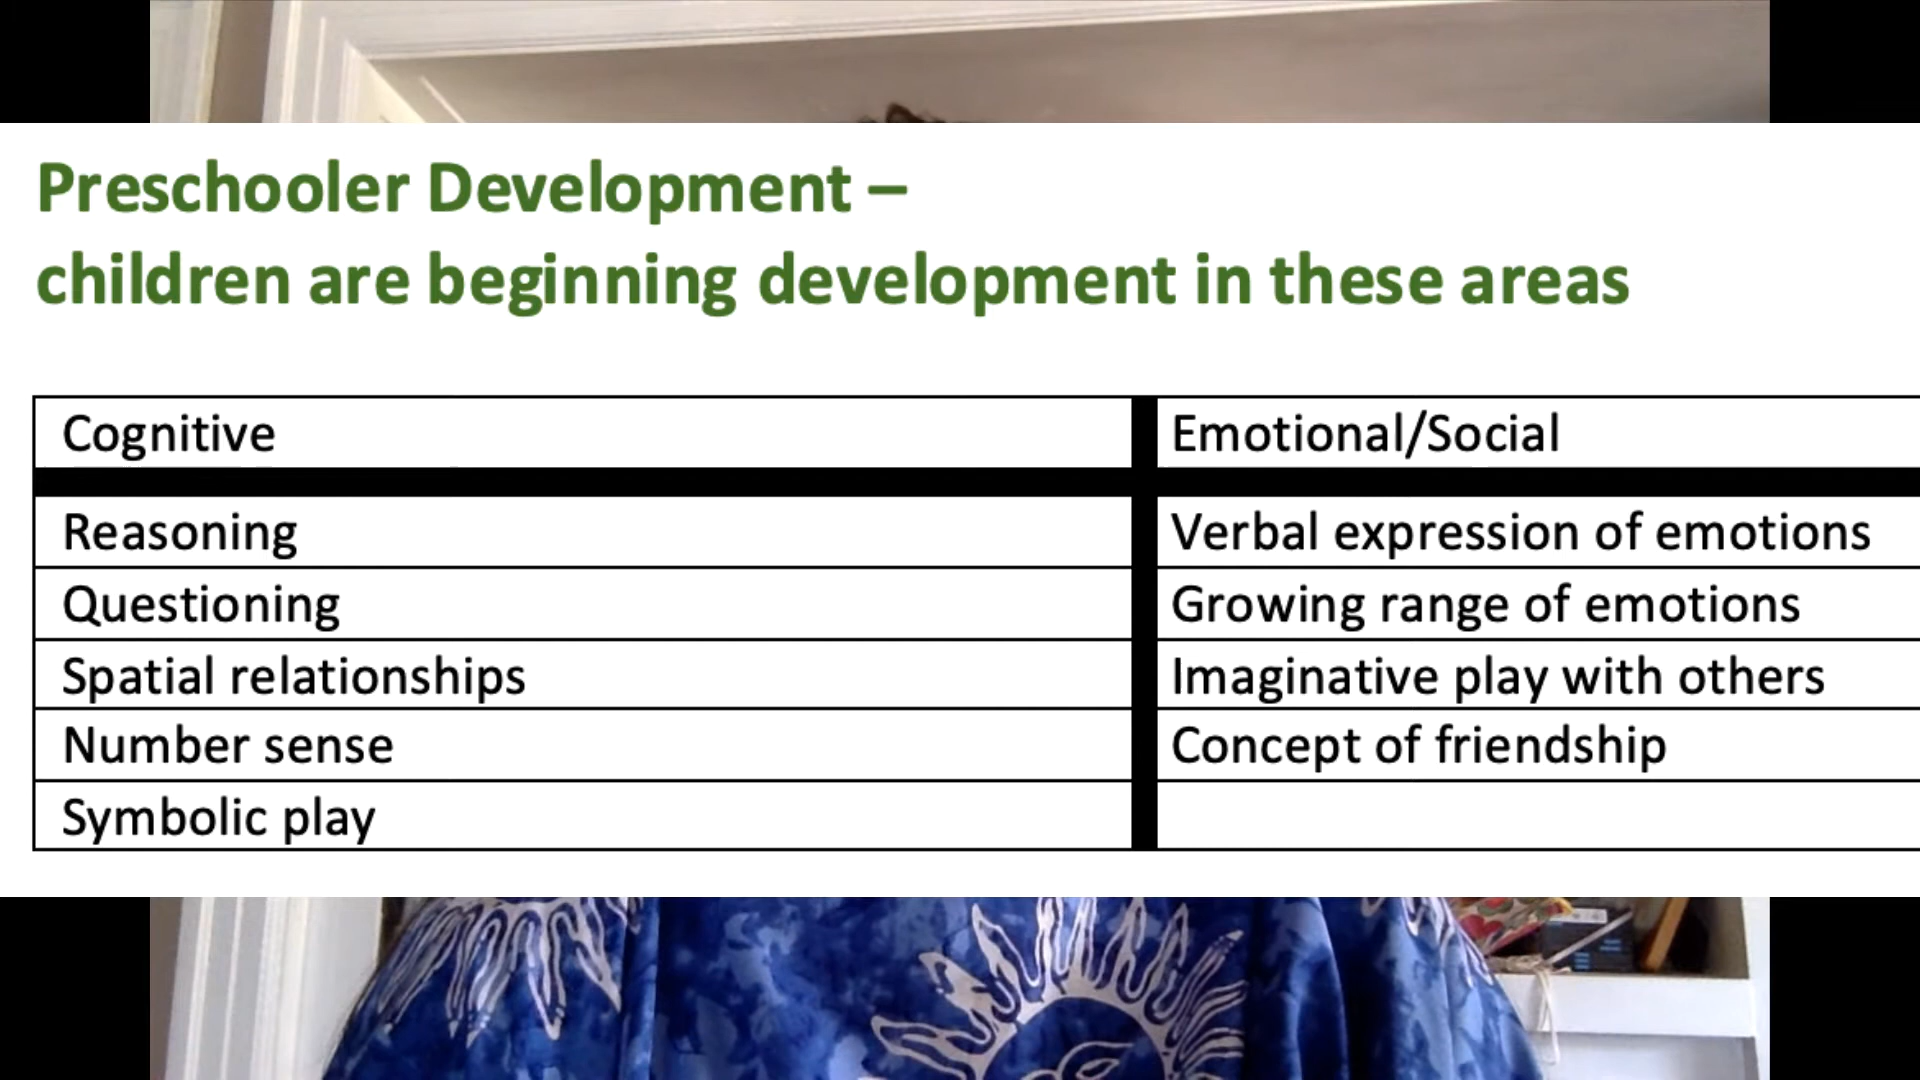 Preschooler Development –
children are beginning development in these areas
Cognitive
Emotional/Social
Reasoning
Verbal expression of emotions
Questioning
Growing range of emotions
Spatial relationships
Imaginative play with others
Number sense
Concept of friendship
Symbolic play